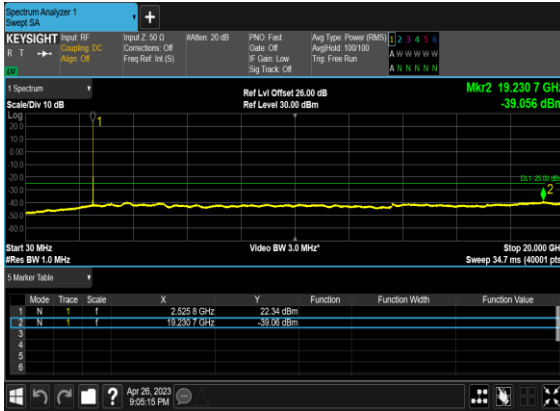 Spectrum Analyzer 1
Swept SA
+
KEYSIGHT
R T
Input: RF
Coupling: DC
Align: Off
Input Z: 50 Ω
Corrections: Off
Freq Ref: Int (S)
#Atten: 20 dB
PNO: Fast
Gate: Off
IF Gain: Low
Sig Track: Off
Avg Type: Power (RMS)
Avg|Hold: 100/100
Trig: Free Run
1 2 3 4 5 6
A W W W W W
A N N N N N
1 Spectrum
Scale/Div 10 dB
Ref Lvl Offset 26.00 dB
Ref Level 30.00 dBm
Mkr2 19.230 7 GHz
-39.056 dBm
Log
20.0
10.0
0.00
-10.0
-20.0
-30.0
-40.0
-50.0
-60.0
1
DL1 -25.00 dBm
2
Start 30 MHz
#Res BW 1.0 MHz
Video BW 3.0 MHz*
Stop 20.000 GHz
Sweep 34.7 ms (40001 pts)
5 Marker Table
Mode Trace Scale X Y Function Function Width Function Value
1 N 1 f 2.525 8 GHz 22.34 dBm
2 N 1 f 19.230 7 GHz -39.06 dBm
3
4
5
6
?
Apr 26, 2023
9:05:15 PM